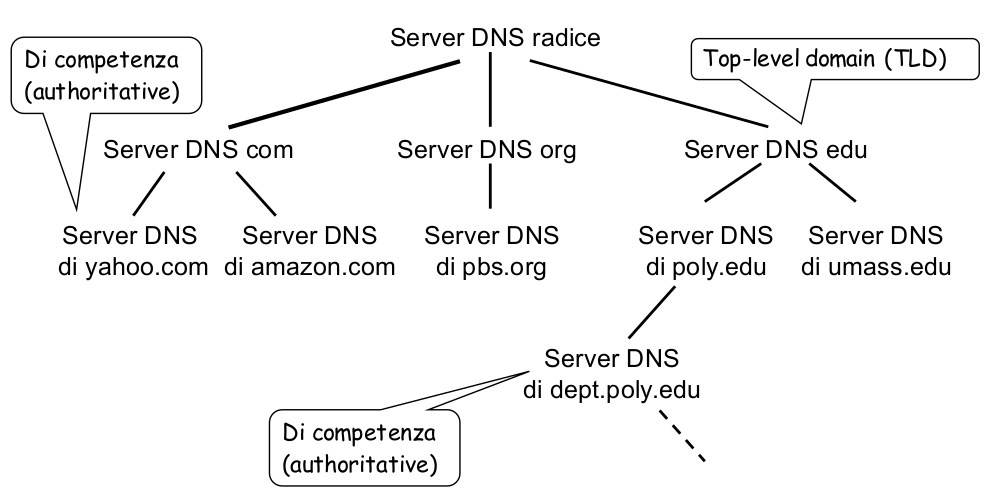 Server DNS radice
Di competenza
(authoritative)
Top-level domain (TLD)
Server DNS com
Server DNS org
Server DNS edu
Server DNS
di yahoo.com
Server DNS
di amazon.com
Server DNS
di pbs.org
Server DNS
di poly.edu
Server DNS
di umass.edu
Server DNS
di dept.poly.edu
Di competenza
(authoritative)